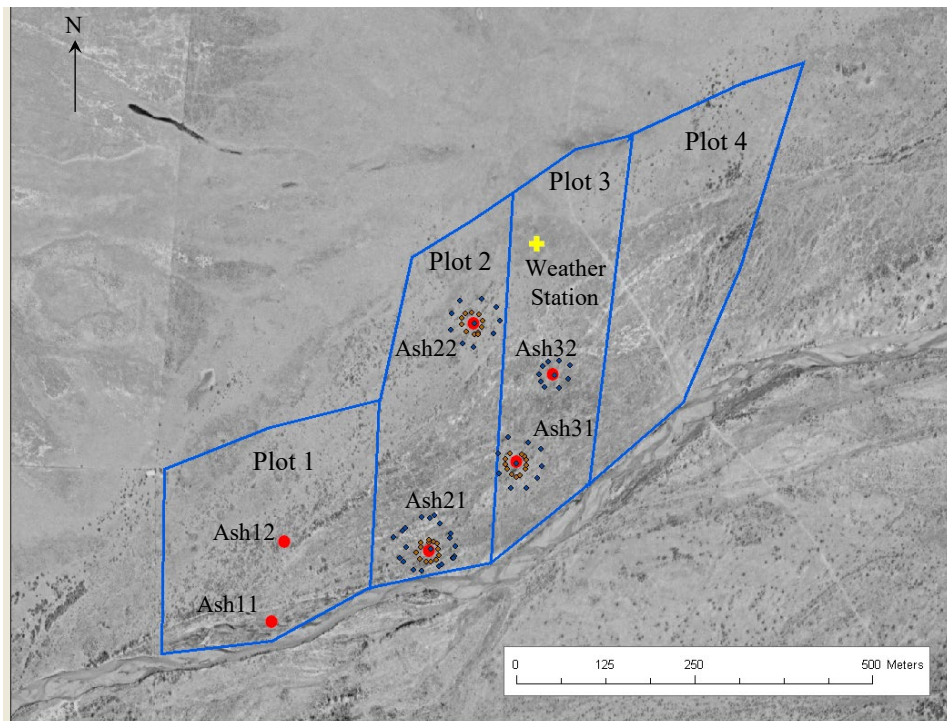 N
Plot 4
Plot 3
Plot 2
Weather
Station
Ash22
Ash32
Ash31
Plot 1
Ash21
Ash12
Ash11
0 125 250 500 Meters